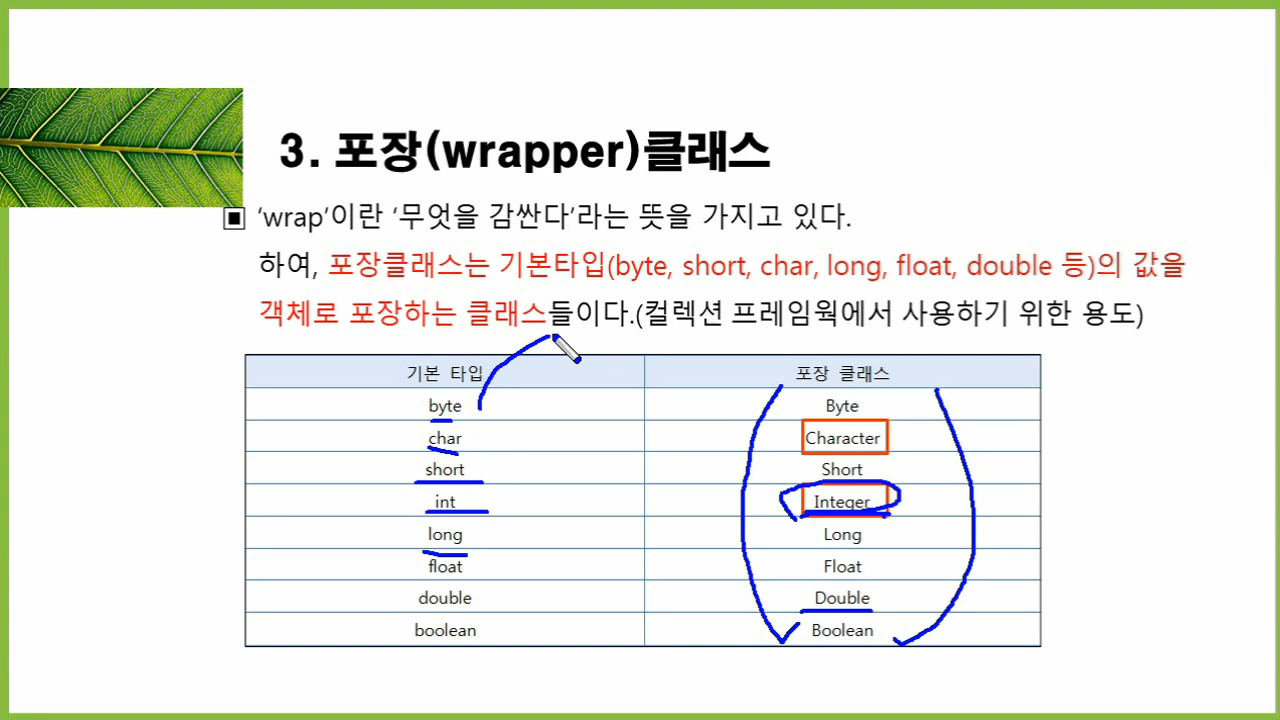 3. 포장(wrapper)클래스
▣ ‘wrap’이란 ‘무엇을 감싼다’라는 뜻을 가지고 있다.
하여, 포장클래스는 기본타입(byte, short, char, long, float, double 등)의 값을
객체로 포장하는 클래스들이다.(컬렉션 프레임웍에서 사용하기 위한 용도)
기본 타입 포장 클래스
byte Byte
char Character
short Short
int Integer
long Long
float Float
double Double
boolean Boolean